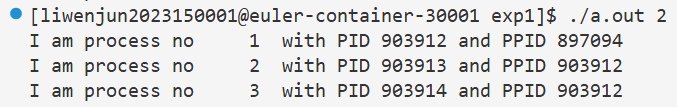 [liwenjun2023150001@euler-container-30001 exp1]$ ./a.out 2
I am process no     1  with PID 903912 and PPID 897094
I am process no     2  with PID 903913 and PPID 903912
I am process no     3  with PID 903914 and PPID 903912